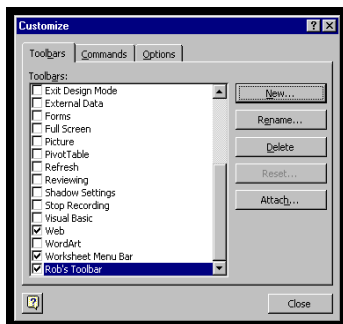 Customize
Toolbars Commands Options
Toolbars:
Exit Design Mode
External Data
Forms
Full Screen
Picture
PivotTable
Refresh
Reviewing
Shadow Settings
Stop Recording
Visual Basic
Web
WordArt
Worksheet Menu Bar
Rob's Toolbar
New...
Rename...
Delete
Reset...
Attach...
Close